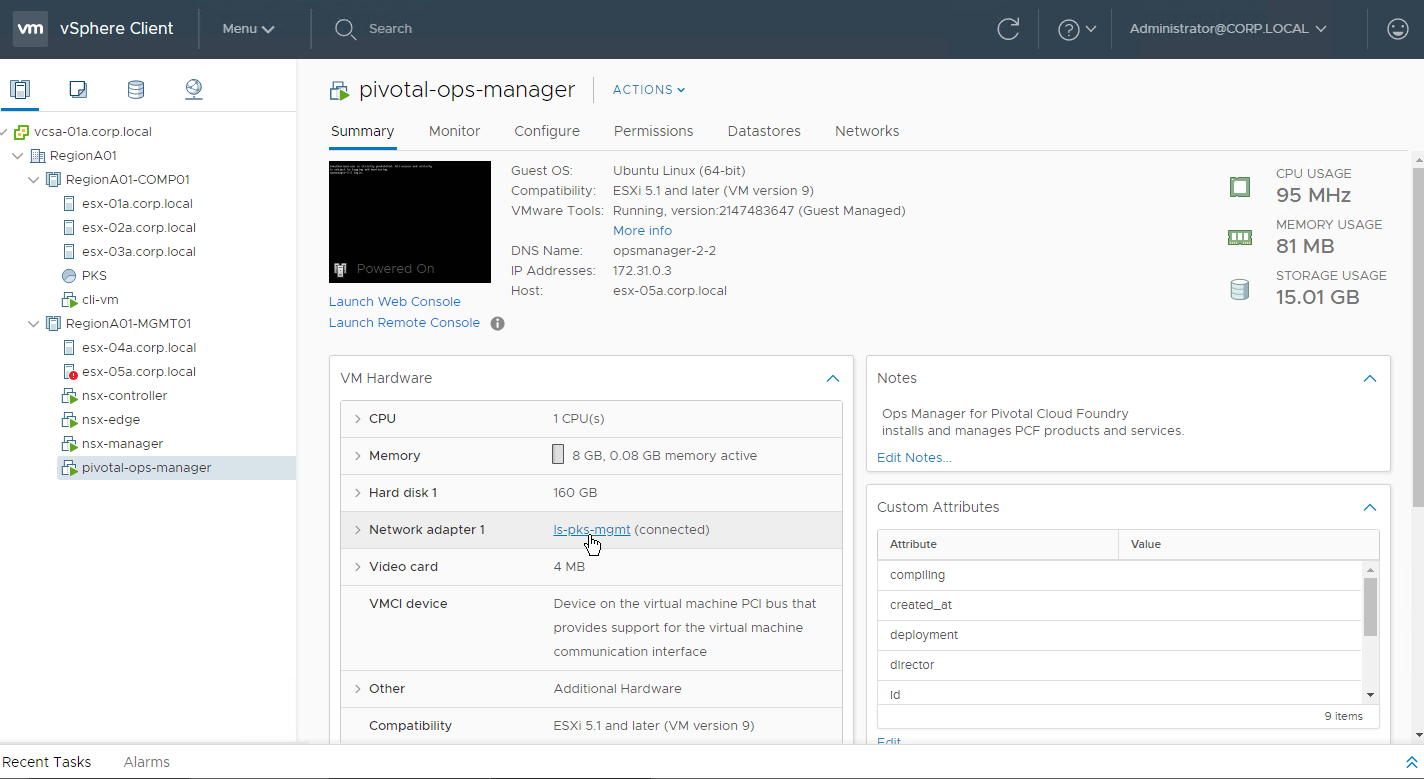 vm vSphere Client Menu Search Administrator@CORP.LOCAL
vcsa-01a.corp.local
RegionA01
RegionA01-COMP01
esx-01a.corp.local
esx-02a.corp.local
esx-03a.corp.local
PKS
cli-vm
RegionA01-MGMT01
esx-04a.corp.local
esx-05a.corp.local
nsx-controller
nsx-edge
nsx-manager
pivotal-ops-manager
pivotal-ops-manager ACTIONS
Summary Monitor Configure Permissions Datastores Networks
Powered On
Launch Web Console
Launch Remote Console
Guest OS: Ubuntu Linux (64-bit)
Compatibility: ESXi 5.1 and later (VM version 9)
VMware Tools: Running, version:2147483647 (Guest Managed)
More info
DNS Name: opsmanager-2-2
IP Addresses: 172.31.0.3
Host: esx-05a.corp.local
CPU USAGE
95 MHz
MEMORY USAGE
81 MB
STORAGE USAGE
15.01 GB
VM Hardware
CPU 1 CPU(s)
Memory 8 GB, 0.08 GB memory active
Hard disk 1 160 GB
Network adapter 1 ls-pks-mgmt (connected)
Video card 4 MB
VMCI device Device on the virtual machine PCI bus that
provides support for the virtual machine
communication interface
Other Additional Hardware
Compatibility ESXi 5.1 and later (VM version 9)
Notes
Ops Manager for Pivotal Cloud Foundry
installs and manages PCF products and services.
Edit Notes...
Custom Attributes
Attribute Value
compiling
created_at
deployment
director
id
9 items
Edit
Recent Tasks Alarms